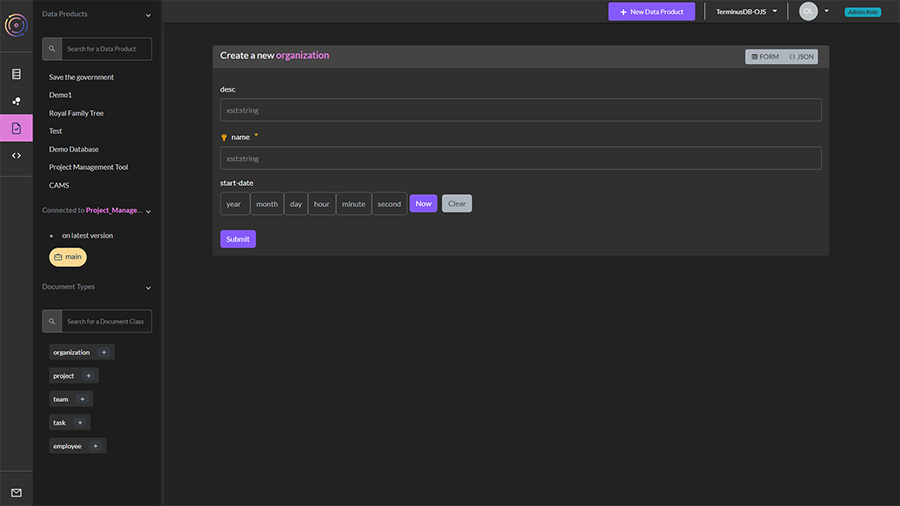 Data Products
+ New Data Product
TerminusDB-OJS
OL
Admin Role
Search for a Data Product
Save the government
Demo1
Royal Family Tree
Test
Demo Database
Project Management Tool
CAMS
Connected to Project_Manage...
on latest version
main
Document Types
Search for a Document Class
organization +
project +
team +
task +
employee +
Create a new organization
FORM
{ } JSON
desc
xsd:string
name *
xsd:string
start-date
year month day hour minute second Now Clear
Submit